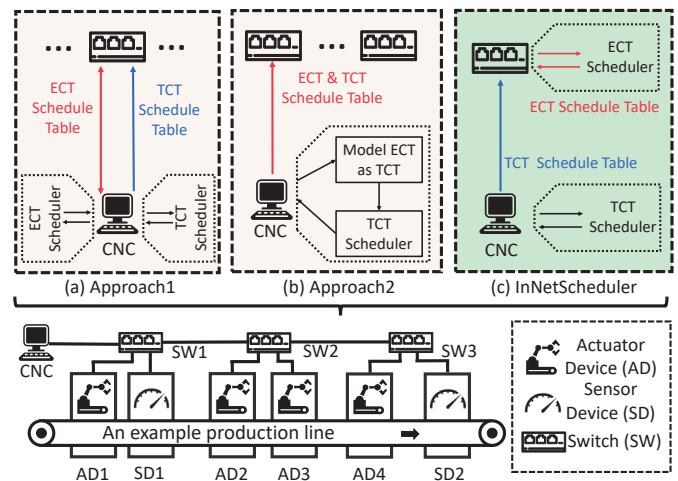 ... ...
ECT
Schedule
Table
TCT
Schedule
Table
ECT
Scheduler
CNC
TCT
Scheduler
(a) Approach1
...
ECT & TCT
Schedule Table
Model ECT
as TCT
TCT
Scheduler
CNC
(b) Approach2
ECT
Scheduler
ECT Schedule Table
TCT Schedule Table
TCT
Scheduler
CNC
(c) InNetScheduler
CNC
SW1
SW2
SW3
An example production line
AD1
SD1
AD2
AD3
AD4
SD2
Actuator
Device (AD)
Sensor
Device (SD)
Switch (SW)